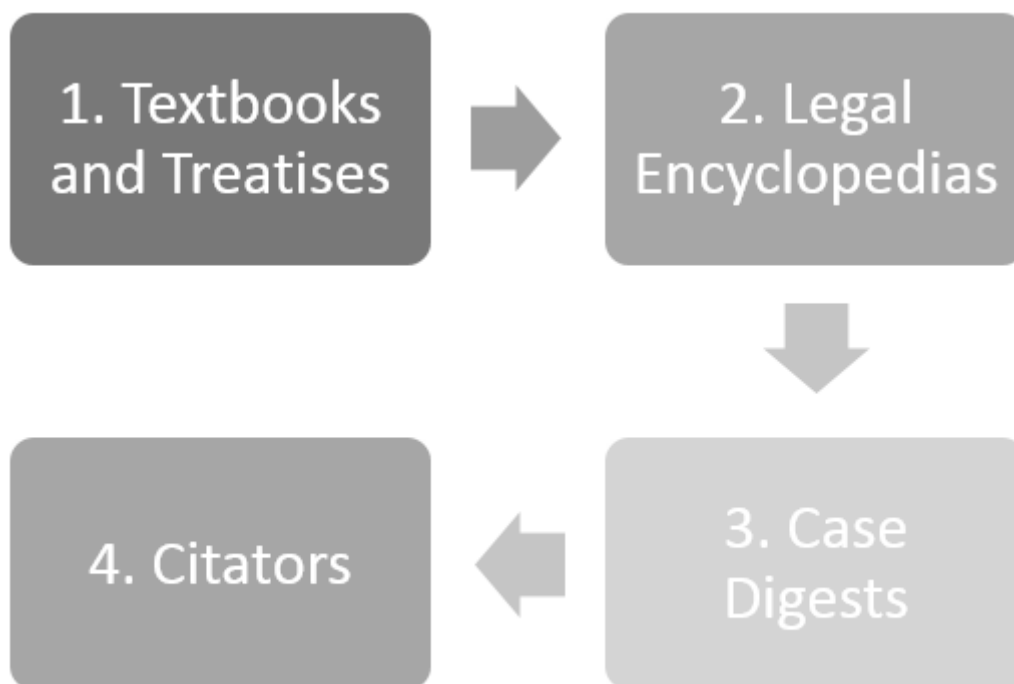 1. Textbooks
and Treatises
2. Legal
Encyclopedias
3. Case
Digests
4. Citators